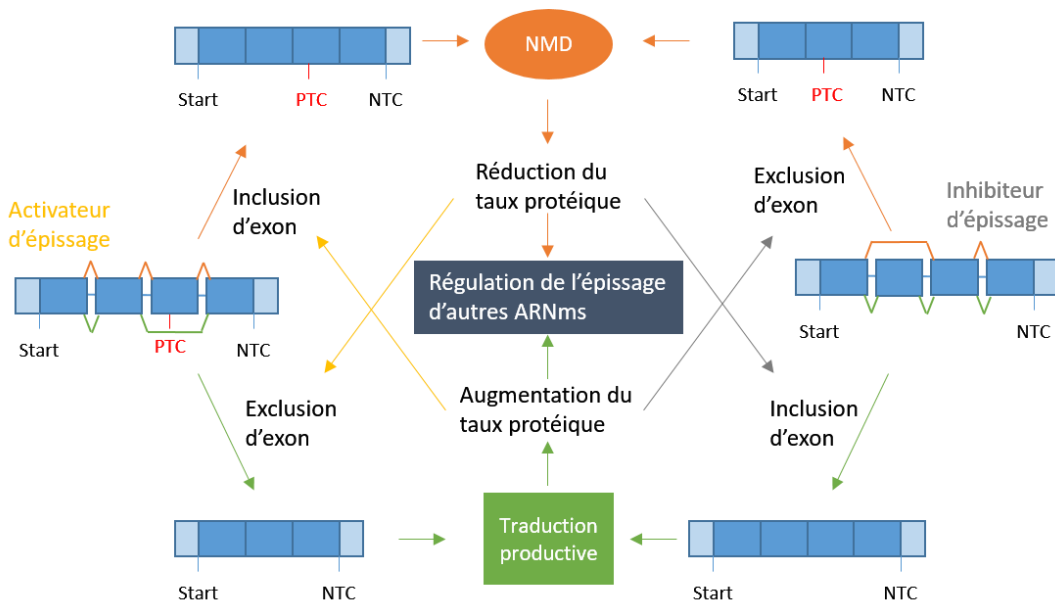 NMD
Start
PTC
NTC
Start
PTC
NTC
Réduction du
taux protéique
Exclusion
d'exon
Inclusion
d'exon
Activateur
d'épissage
Inhibiteur
d'épissage
Régulation de l'épissage
d'autres ARNms
Start
PTC
NTC
Start
NTC
Exclusion
d'exon
Augmentation du
taux protéique
Inclusion
d'exon
Traduction
productive
Start
NTC
Start
NTC